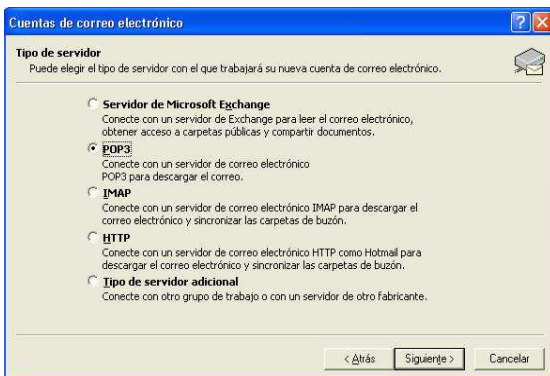 Cuentas de correo electrónico
Tipo de servidor
Puede elegir el tipo de servidor con el que trabajará su nueva cuenta de correo electrónico.
Servidor de Microsoft Exchange
Conecte con un servidor de Exchange para leer el correo electrónico,
obtener acceso a carpetas públicas y compartir documentos.
POP3
Conecte con un servidor de correo electrónico
POP3 para descargar el correo.
IMAP
Conecte con un servidor de correo electrónico IMAP para descargar el
correo electrónico y sincronizar las carpetas de buzón.
HTTP
Conecte con un servidor de correo electrónico HTTP como Hotmail para
descargar el correo electrónico y sincronizar las carpetas de buzón.
Tipo de servidor adicional
Conecte con otro grupo de trabajo o con un servidor de otro fabricante.
< Atrás Siguiente > Cancelar